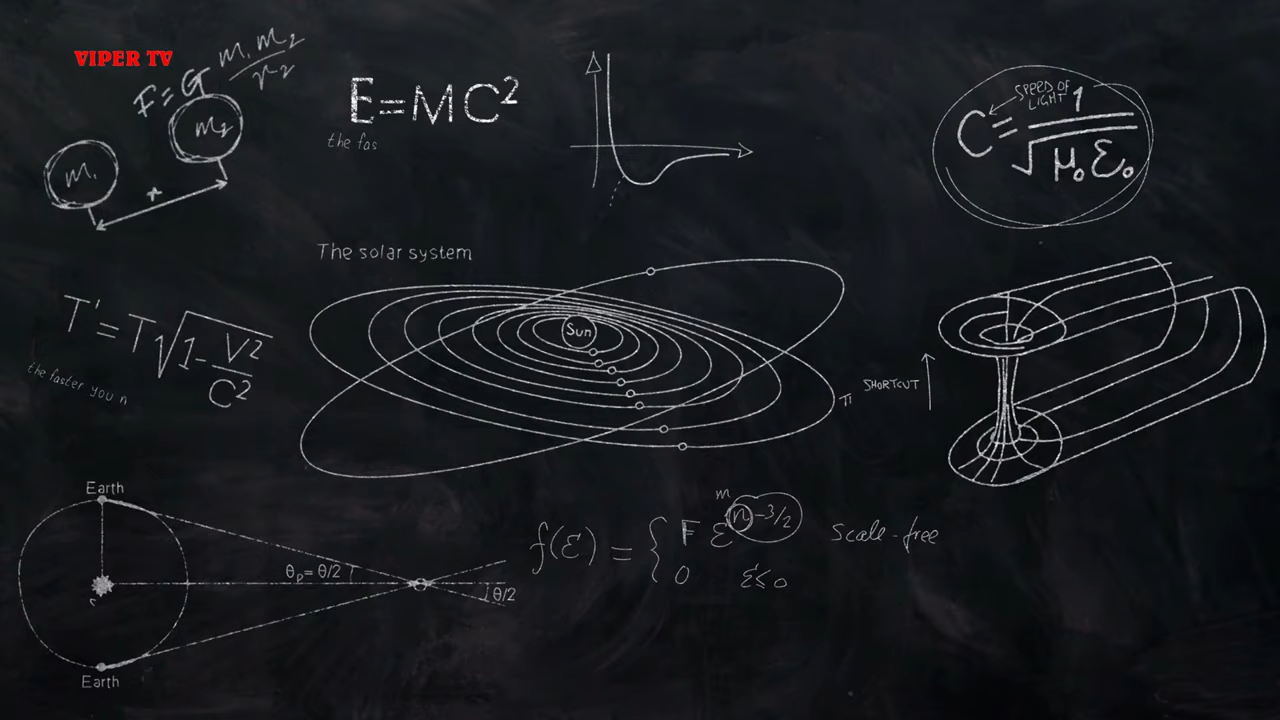 VIPER TV
F=G m₁m₂/r²
m₁
m₂
r
E=MC²
the fas
SPEED OF
LIGHT
C=1/√μ₀ε₀
The solar system
Sun
T'=T√1-V²/C²
the faster you n
SHORTCUT
Earth
θₚ=θ/2
θ/2
Earth
f(ε) = { F ε^m n-3/2
0 ε<0
scale-free